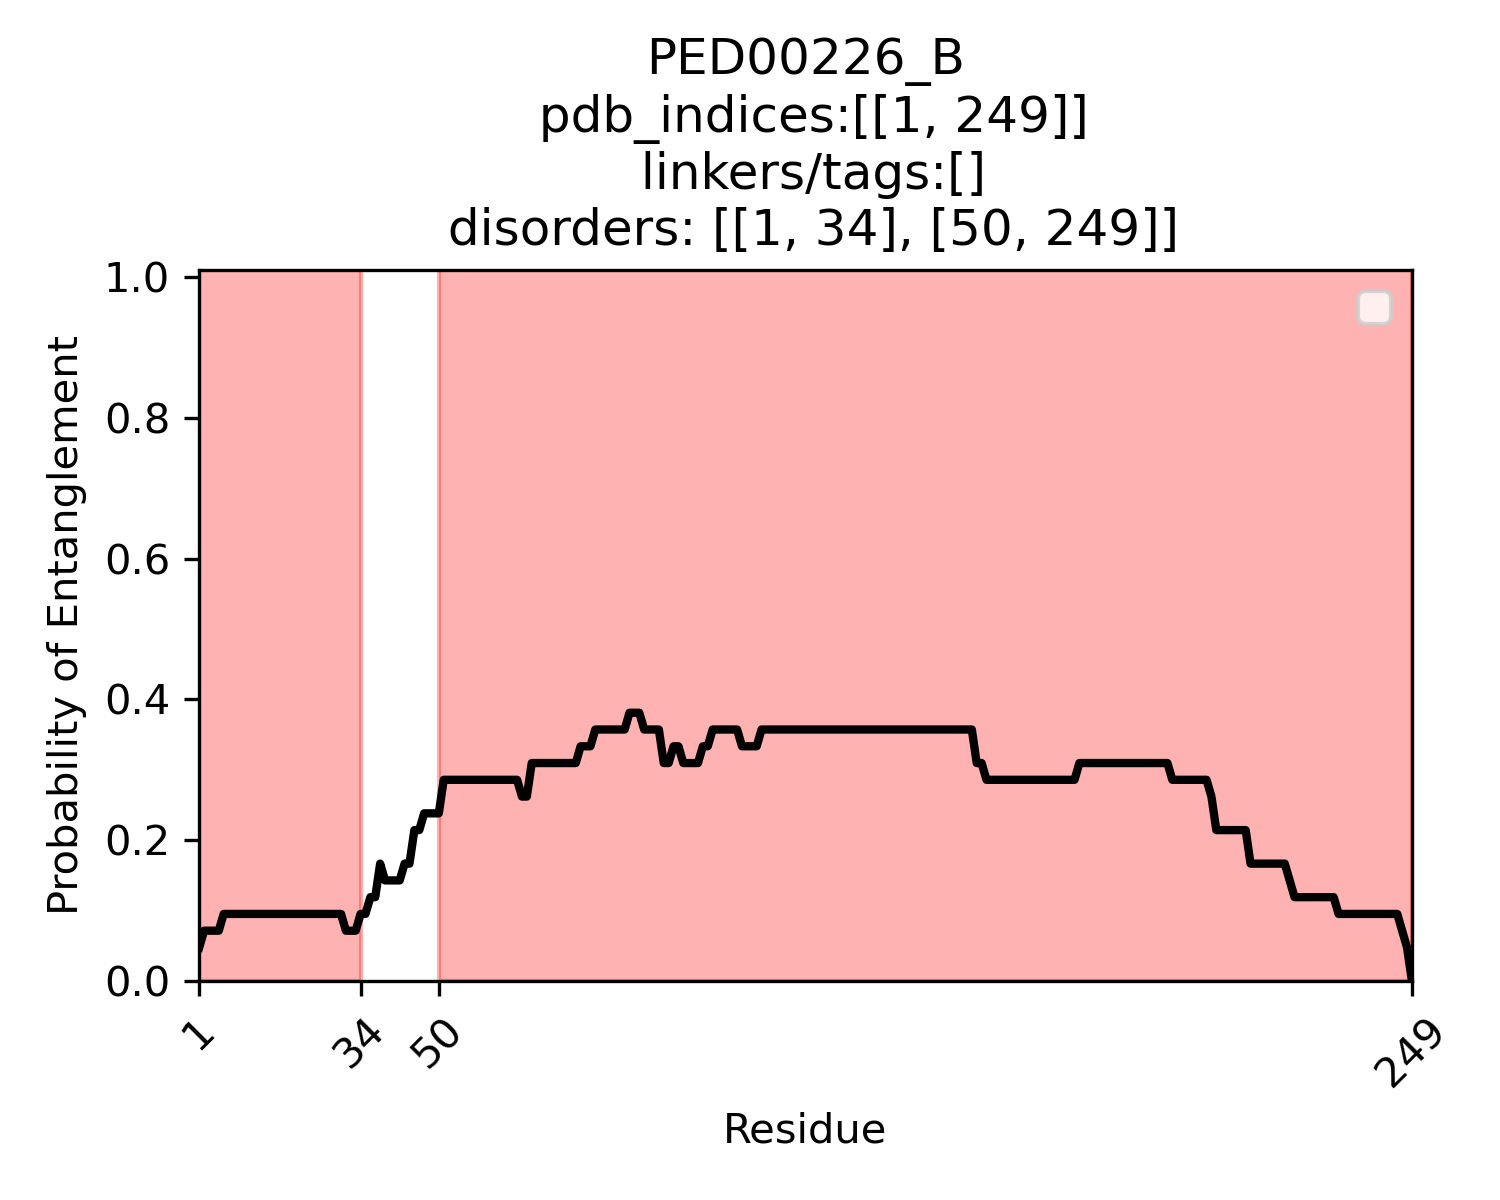 PED00226_B
pdb_indices:[[1, 249]]
linkers/tags:[]
disorders: [[1, 34], [50, 249]]
1.0
0.8
0.6
0.4
0.2
0.0
Probability of Entanglement
1
34
50
249
Residue